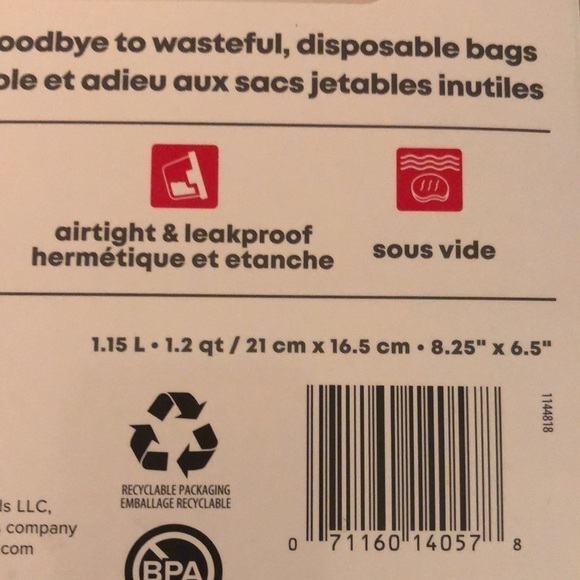 oodbye to wasteful, disposable bags
ble et adieu aux sacs jetables inutiles
airtight & leakproof
hermétique et etanche
sous vide
1.15 L • 1.2 qt / 21 cm x 16.5 cm • 8.25" x 6.5"
1144818
RECYCLABLE PACKAGING
EMBALLAGE RECYCLABLE
ds LLC,
company
com
BPA
0 71160 14057 8